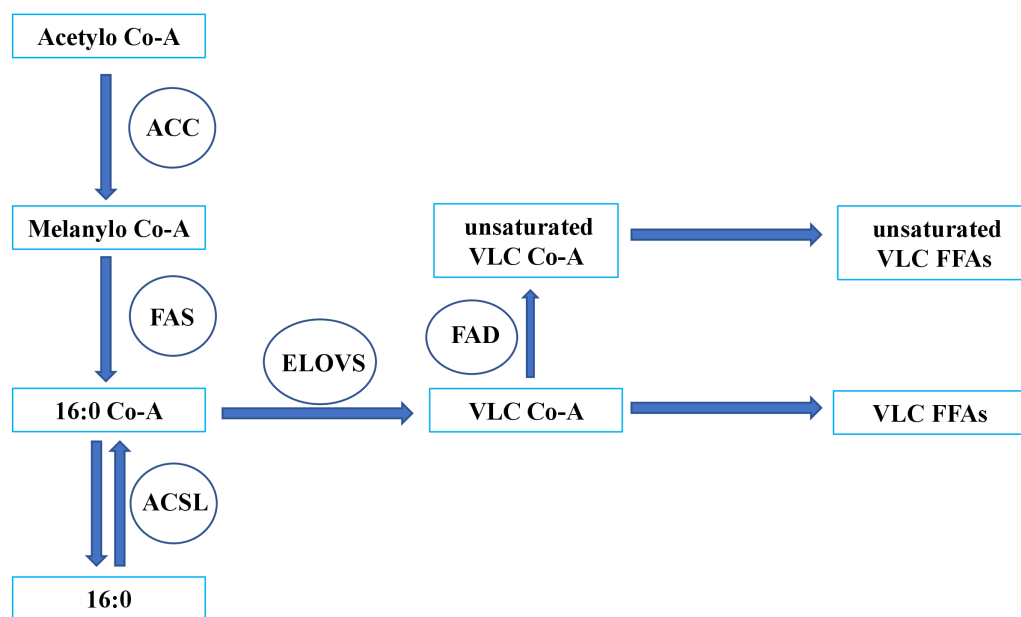 Acetylo Co-A
ACC
Melanylo Co-A
FAS
16:0 Co-A
ACSL
16:0
ELOVS
unsaturated
VLC Co-A
FAD
VLC Co-A
unsaturated
VLC FFAs
VLC FFAs